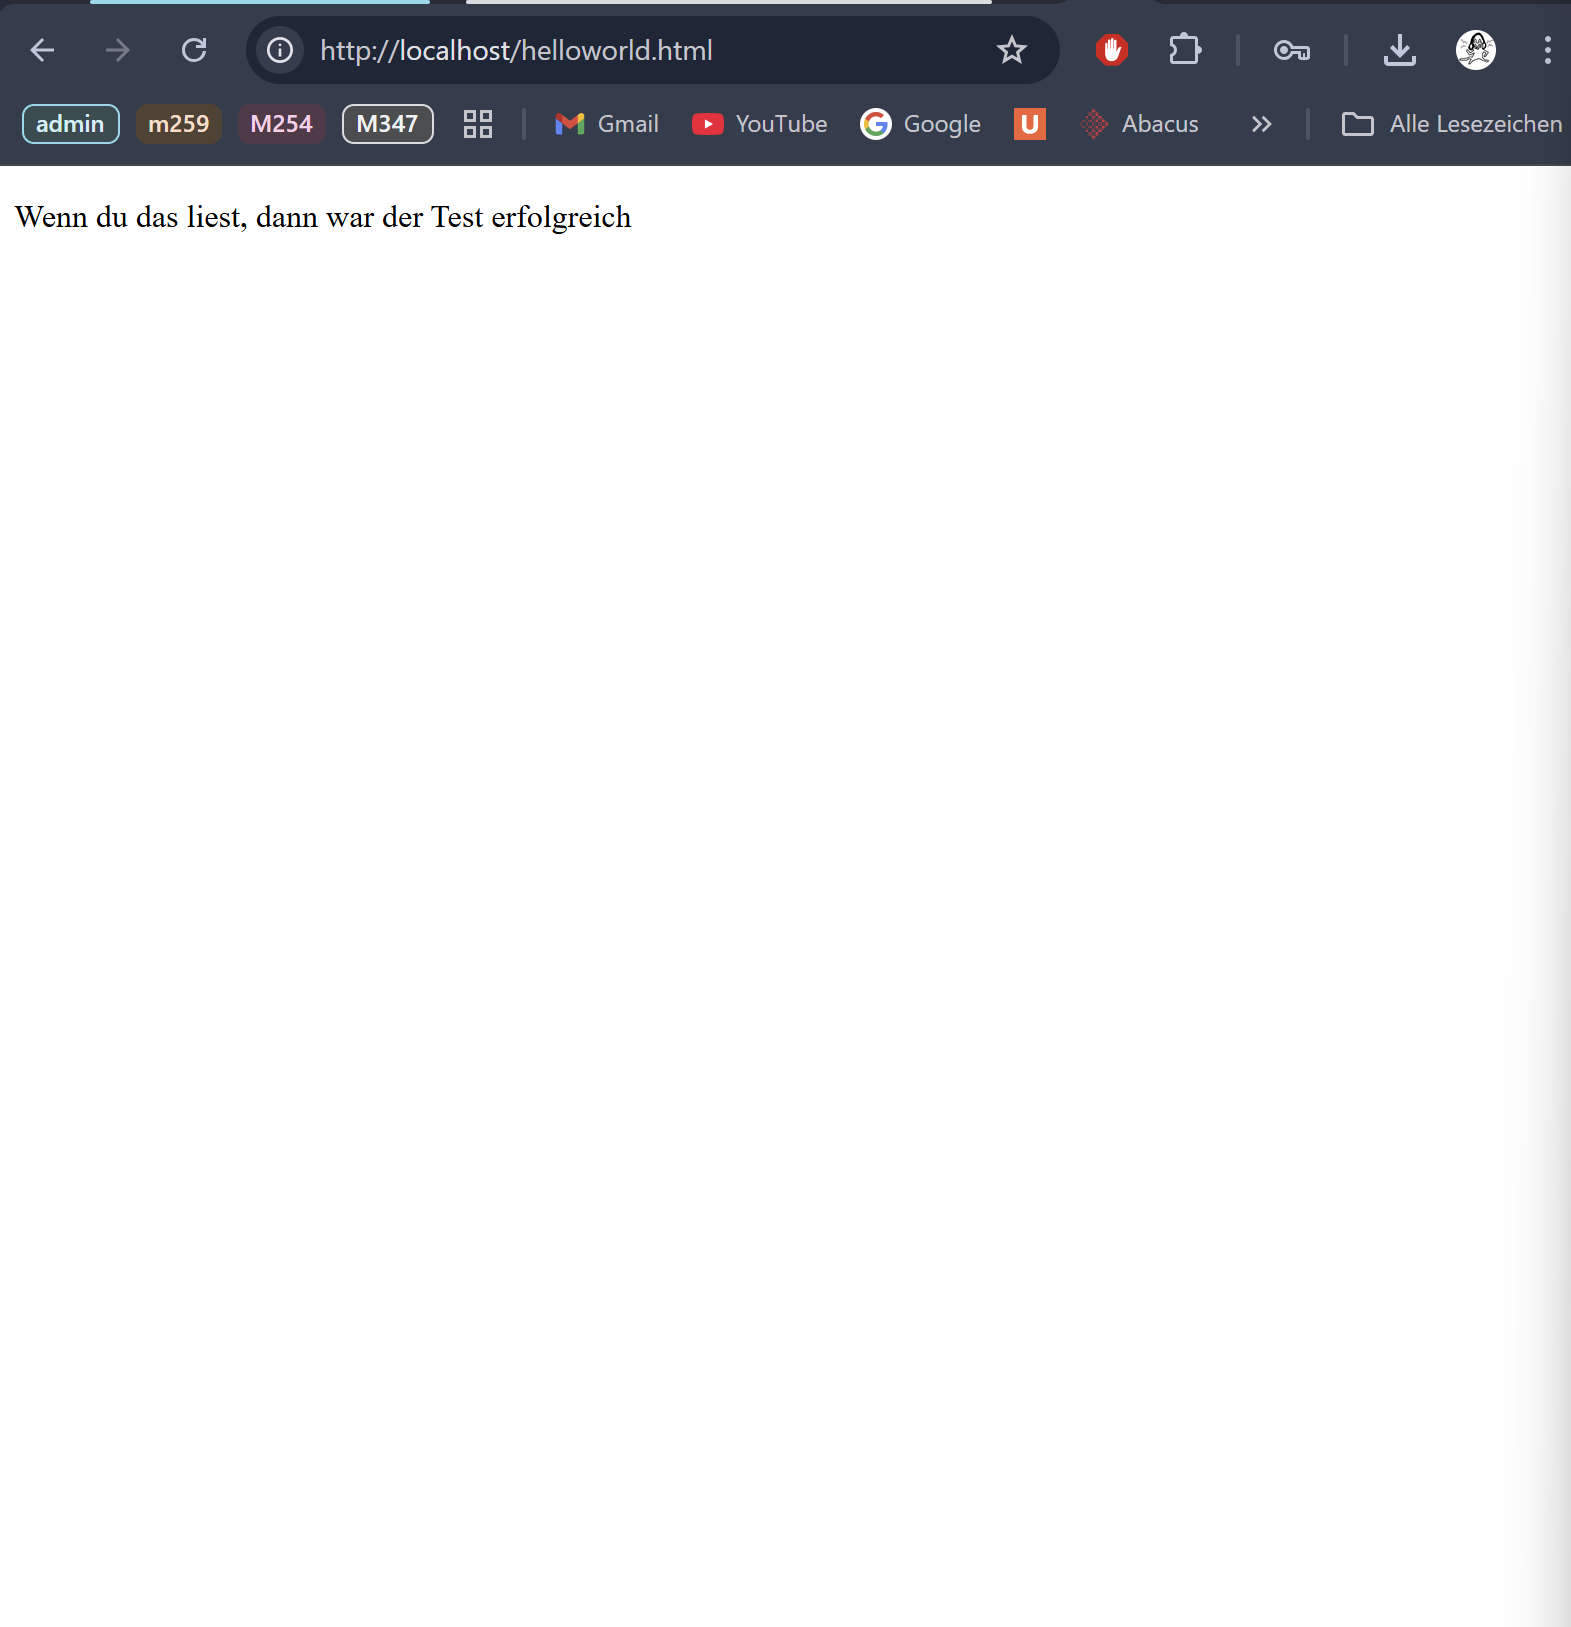 http://localhost/helloworld.html
admin m259 M254 M347 Gmail YouTube Google U Abacus Alle Lesezeichen
Wenn du das liest, dann war der Test erfolgreich